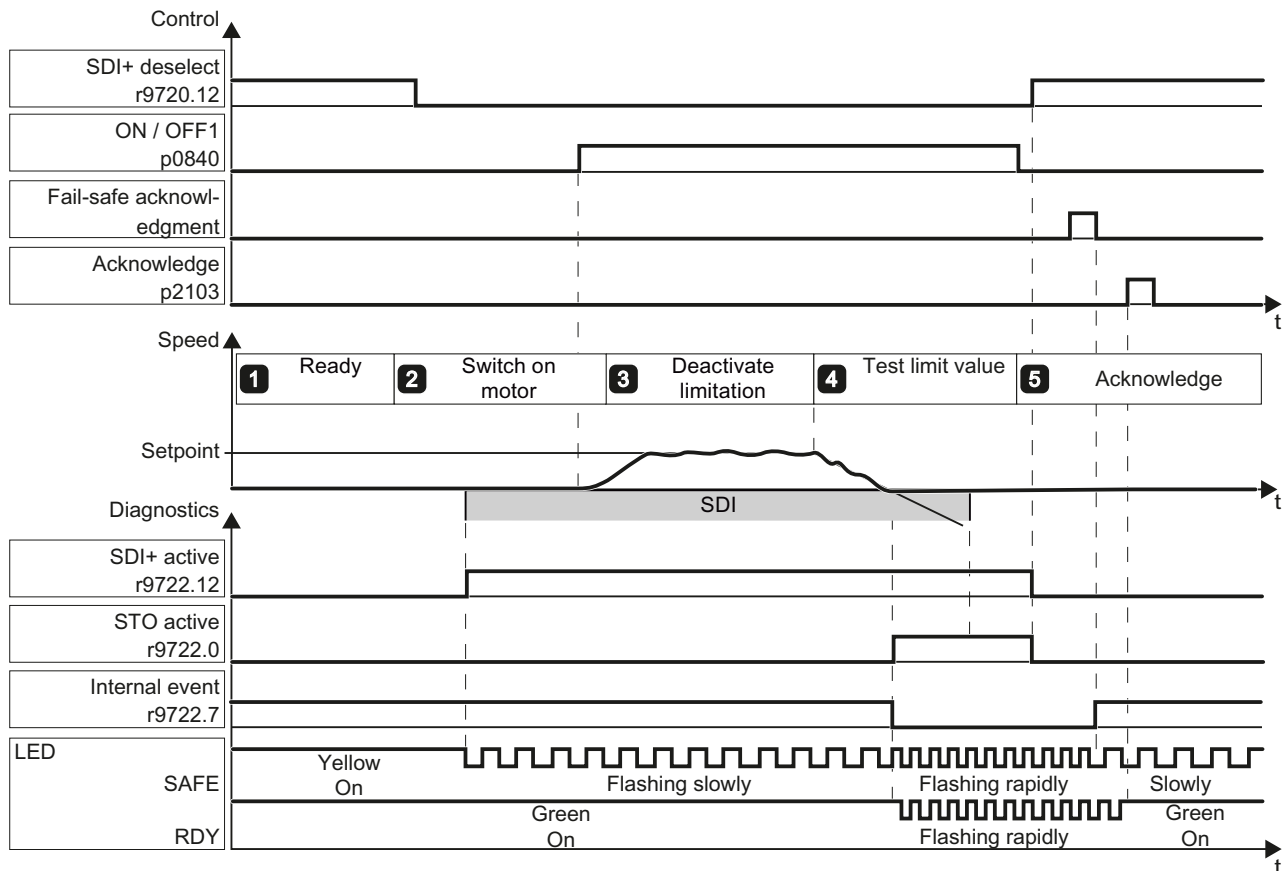 Control
SDI+ deselect
r9720.12
ON / OFF1
p0840
Fail-safe acknowl-
edgment
Acknowledge
p2103
t
Speed
1 Ready
2 Switch on
motor
3 Deactivate
limitation
4 Test limit value
5 Acknowledge
Setpoint
SDI
t
Diagnostics
SDI+ active
r9722.12
STO active
r9722.0
Internal event
r9722.7
LED
SAFE
Yellow
On
Flashing slowly
Flashing rapidly
Slowly
RDY
Green
On
Flashing rapidly
Green
On
t